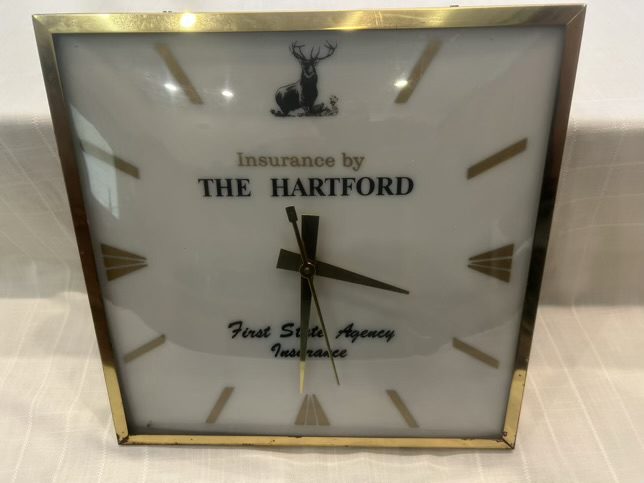 Insurance by
THE HARTFORD
First State Agency
Insurance